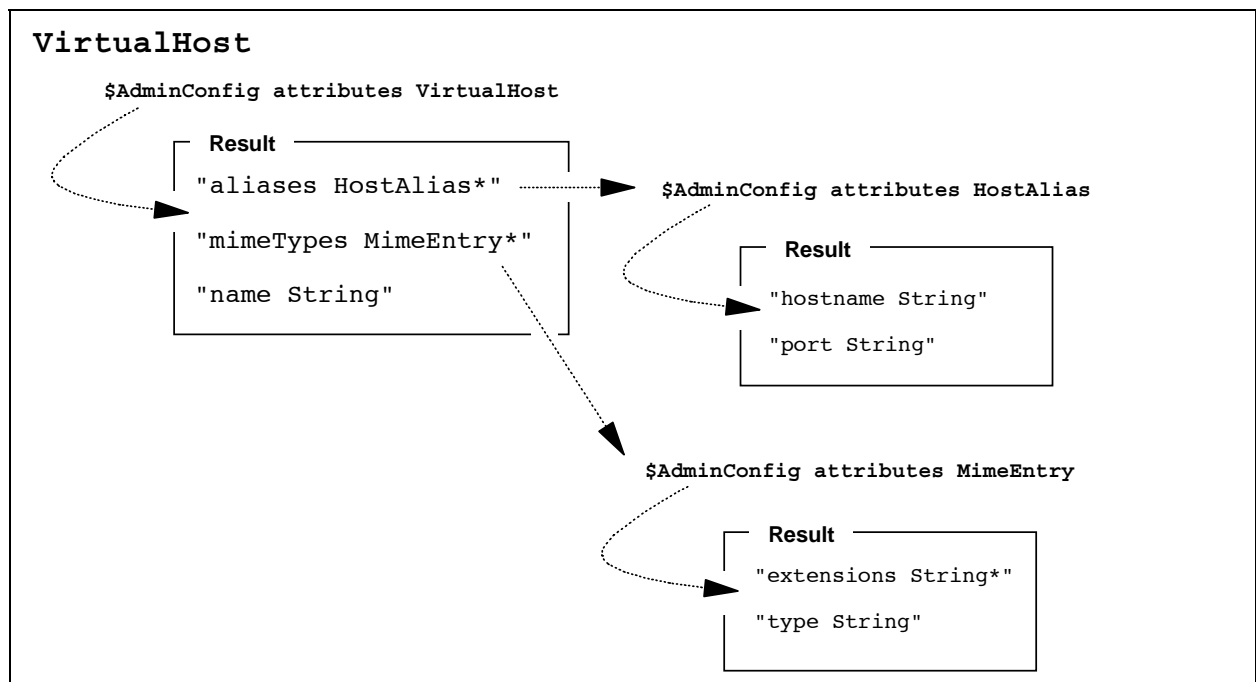 VirtualHost
$AdminConfig attributes VirtualHost
Result
"aliases HostAlias*"
"mimeTypes MimeEntry*"
"name String"
$AdminConfig attributes HostAlias
Result
"hostname String"
"port String"
$AdminConfig attributes MimeEntry
Result
"extensions String*"
"type String"